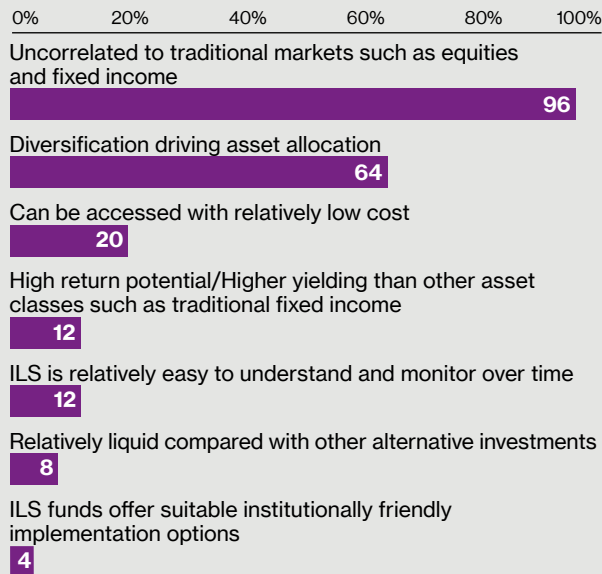 0% 20% 40% 60% 80% 100%
Uncorrelated to traditional markets such as equities
and fixed income
96
Diversification driving asset allocation
64
Can be accessed with relatively low cost
20
High return potential/Higher yielding than other asset
classes such as traditional fixed income
12
ILS is relatively easy to understand and monitor over time
12
Relatively liquid compared with other alternative investments
8
ILS funds offer suitable institutionally friendly
implementation options
4